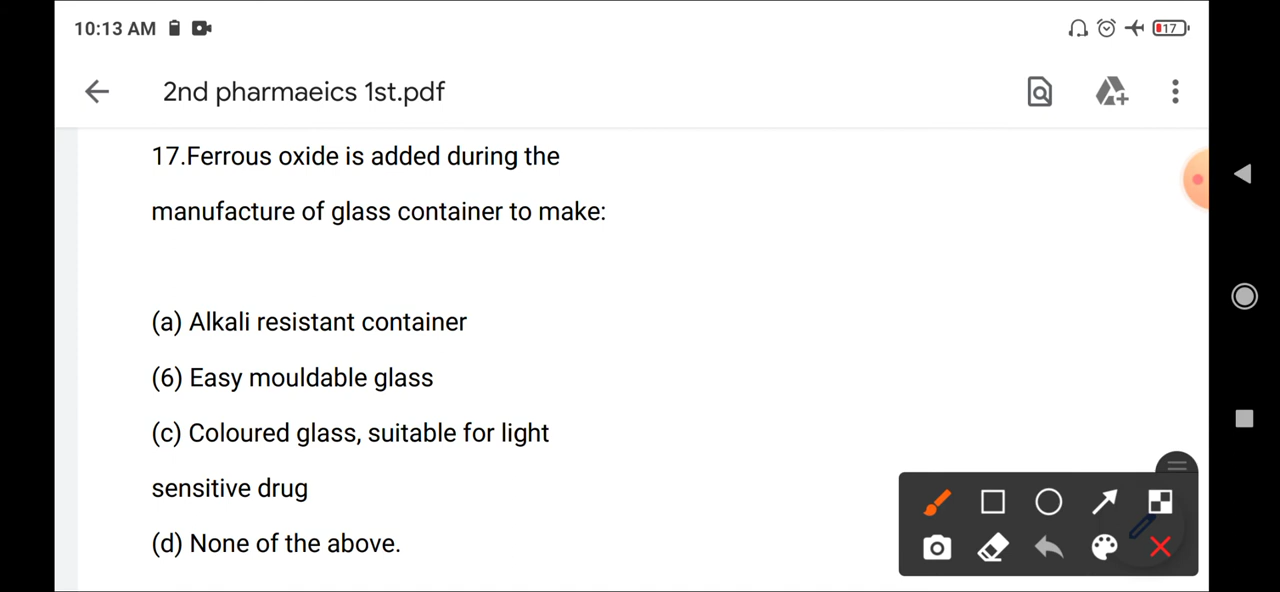 10:13 AM
17
2nd pharmaeics 1st.pdf
17.Ferrous oxide is added during the
manufacture of glass container to make:
(a) Alkali resistant container
(6) Easy mouldable glass
(c) Coloured glass, suitable for light
sensitive drug
(d) None of the above.